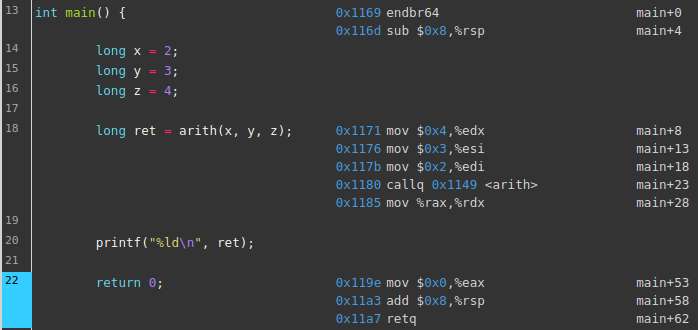 13 int main() { 0x1169 endbr64 main+0
0x116d sub $0x8,%rsp main+4
14 long x = 2;
15 long y = 3;
16 long z = 4;
17
18 long ret = arith(x, y, z); 0x1171 mov $0x4,%edx main+8
0x1176 mov $0x3,%esi main+13
0x117b mov $0x2,%edi main+18
0x1180 callq 0x1149 <arith> main+23
0x1185 mov %rax,%rdx main+28
19
20 printf("%ld\n", ret);
21
22 return 0; 0x119e mov $0x0,%eax main+53
0x11a3 add $0x8,%rsp main+58
0x11a7 retq main+62